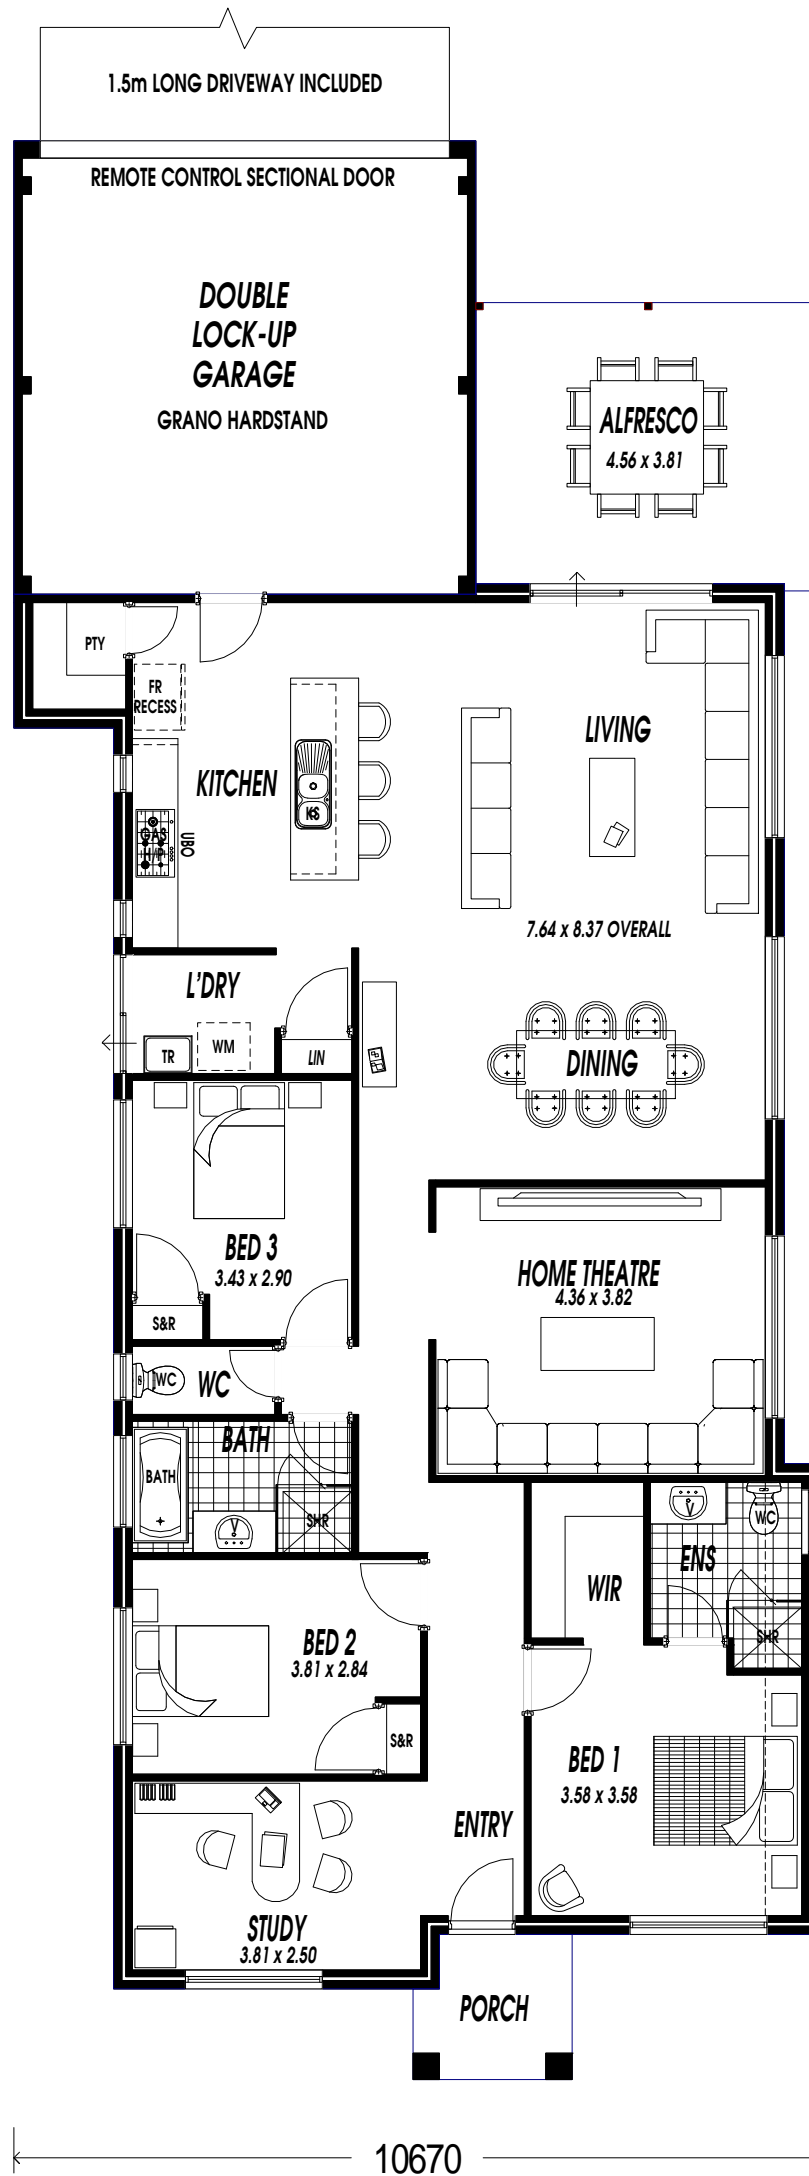 1.5m LONG DRIVEWAY INCLUDED
REMOTE CONTROL SECTIONAL DOOR
DOUBLE
LOCK-UP
GARAGE
GRANO HARDSTAND
ALFRESCO
4.56 x 3.81
PTY
FR
RECESS
LIVING
KITCHEN
KS
GAS
H/P
UBO
7.64 x 8.37 OVERALL
L'DRY
TR
WM
LIN
DINING
BED 3
3.43 x 2.90
S&R
HOME THEATRE
4.36 x 3.82
WC
WC
BATH
BATH
V
SHR
V
WC
ENS
WIR
SHR
BED 2
3.81 x 2.84
S&R
BED 1
3.58 x 3.58
ENTRY
STUDY
3.81 x 2.50
PORCH
10670